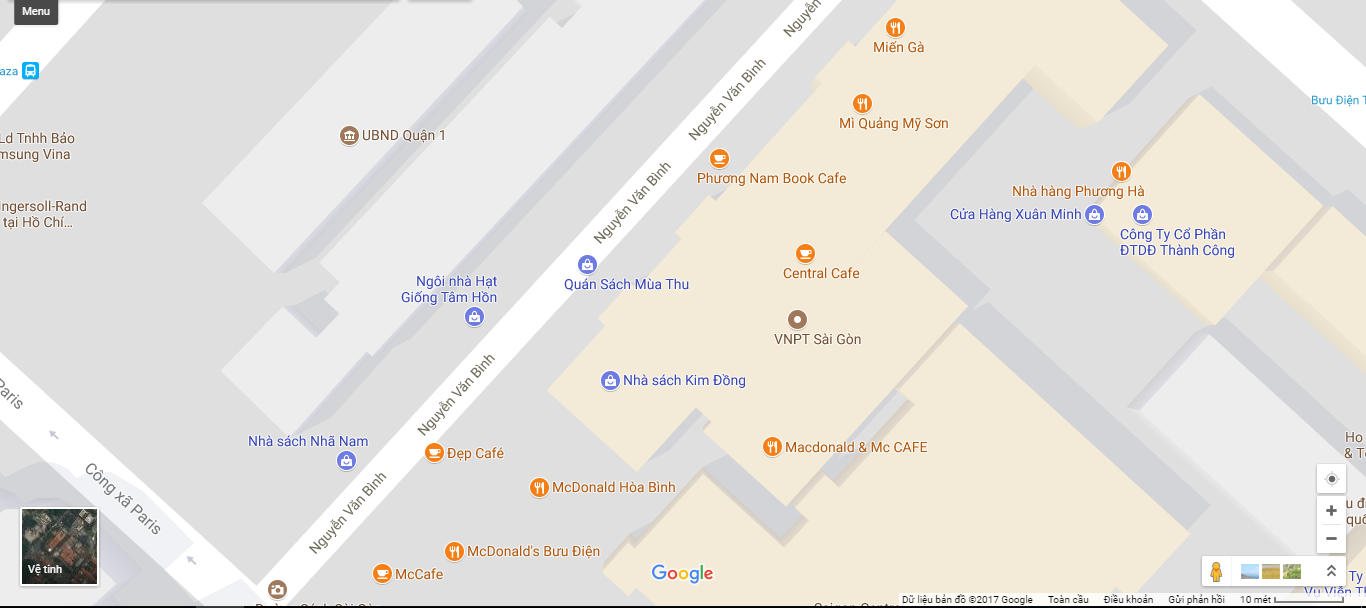 Menu
Nguyễn
Miến Gà
aza
Nguyễn Văn Bình
Bưu Điện T
Mì Quảng Mỹ Sơn
UBND Quận 1
Ld Tnhh Bảo
msung Vina
Phương Nam Book Cafe
Nguyễn Văn Bình
Nhà hàng Phương Hà
Cửa Hàng Xuân Minh
ngersoll-Rand
tại Hồ Chí...
Công Ty Cổ Phần
ĐTDĐ Thành Công
Central Cafe
Ngôi nhà Hạt
Giống Tâm Hồn
Quán Sách Mùa Thu
VNPT Sài Gòn
Nhà sách Kim Đồng
Nguyễn Văn Bình
Paris
Nhà sách Nhã Nam
Đẹp Café
Macdonald & Mc CAFE
Ho
& T
Công xã Paris
McDonald Hòa Bình
Nguyễn Văn Bình
u đi
quố
McDonald's Bưu Điện
Vệ tinh
McCafe
Google
Ty
Dữ liệu bản đồ ©2017 Google Toàn cầu Điều khoản Gửi phản hồi 10 mét